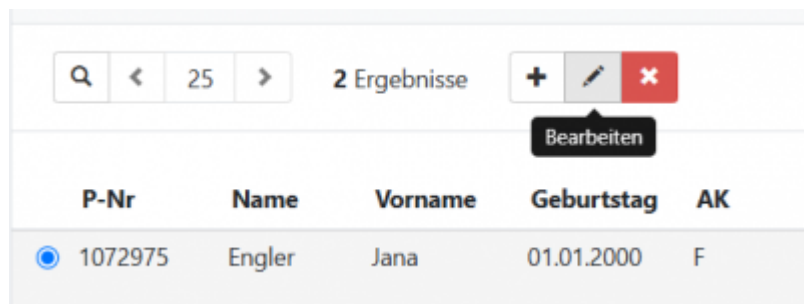 25 2 Ergebnisse
Bearbeiten
P-Nr Name Vorname Geburtstag AK
1072975 Engler Jana 01.01.2000 F